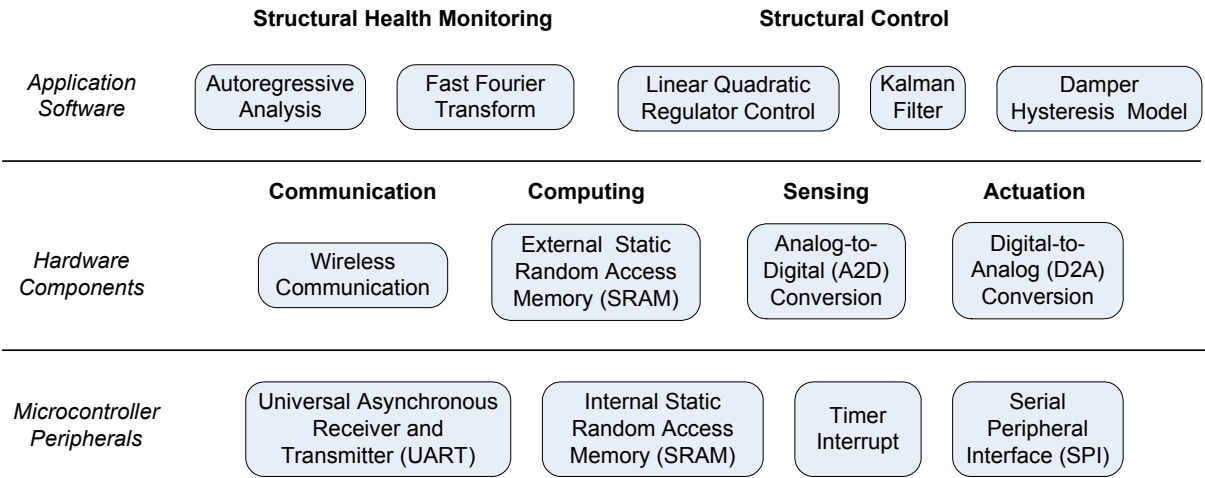 Structural Health Monitoring
Structural Control
Application
Software
Autoregressive
Analysis
Fast Fourier
Transform
Linear Quadratic
Regulator Control
Kalman
Filter
Damper
Hysteresis Model
Communication
Computing
Sensing
Actuation
Hardware
Components
Wireless
Communication
External Static
Random Access
Memory (SRAM)
Analog-to-
Digital (A2D)
Conversion
Digital-to-
Analog (D2A)
Conversion
Microcontroller
Peripherals
Universal Asynchronous
Receiver and
Transmitter (UART)
Internal Static
Random Access
Memory (SRAM)
Timer
Interrupt
Serial
Peripheral
Interface (SPI)